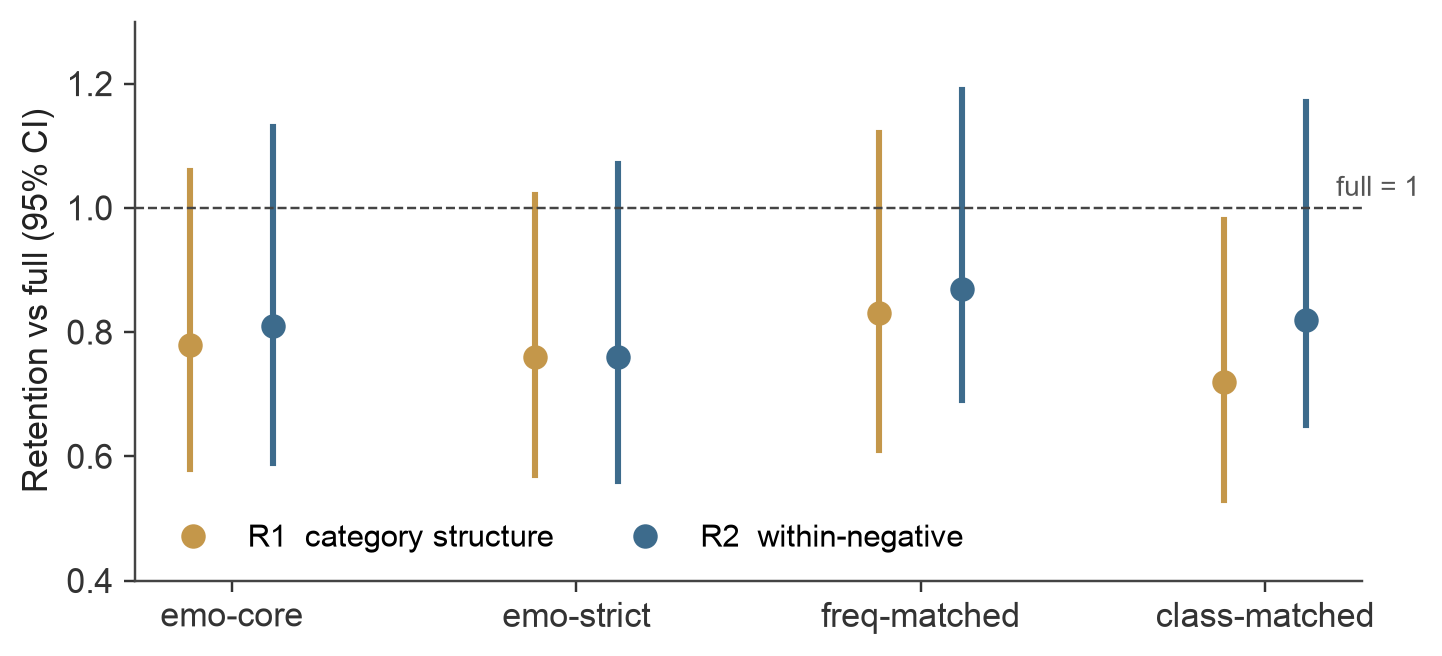 Retention vs full (95% CI)
1.2
1.0
0.8
0.6
0.4
full = 1
R1 category structure
R2 within-negative
emo-core
emo-strict
freq-matched
class-matched